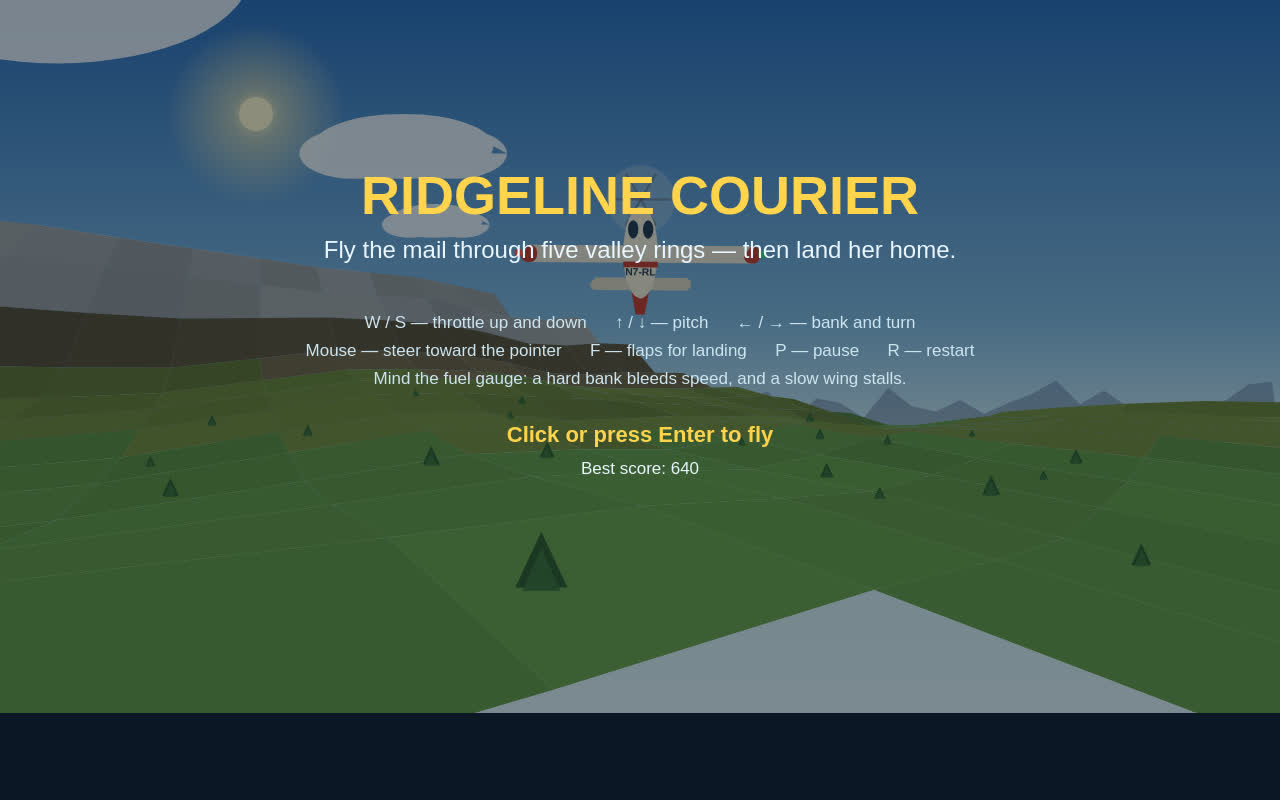 RIDGELINE COURIER
Fly the mail through five valley rings — then land her home.
N7-RL
W / S — throttle up and down ↑ / ↓ — pitch ← / → — bank and turn
Mouse — steer toward the pointer F — flaps for landing P — pause R — restart
Mind the fuel gauge: a hard bank bleeds speed, and a slow wing stalls.
Click or press Enter to fly
Best score: 640